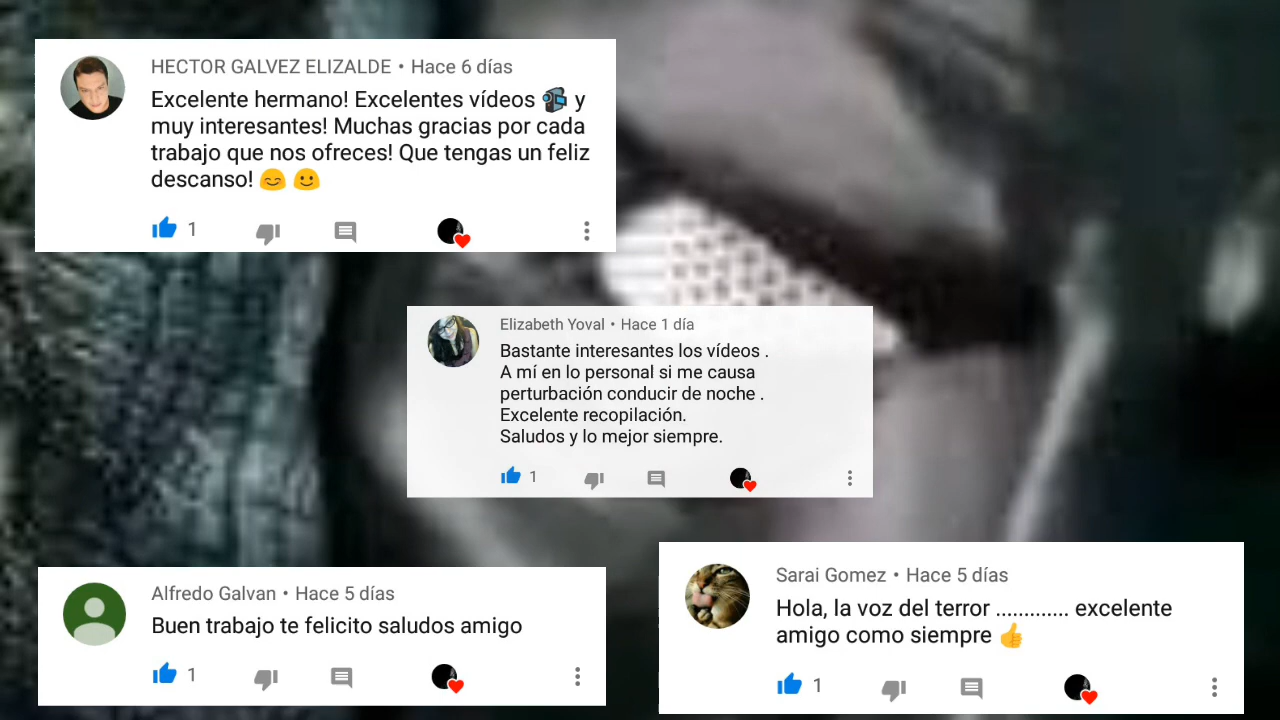 HECTOR GALVEZ ELIZALDE • Hace 6 días
Excelente hermano! Excelentes vídeos y
muy interesantes! Muchas gracias por cada
trabajo que nos ofreces! Que tengas un feliz
descanso! 😊 🙂
1
Elizabeth Yoval • Hace 1 día
Bastante interesantes los vídeos .
A mí en lo personal si me causa
perturbación conducir de noche .
Excelente recopilación.
Saludos y lo mejor siempre.
1
Alfredo Galvan • Hace 5 días
Buen trabajo te felicito saludos amigo
1
Sarai Gomez • Hace 5 días
Hola, la voz del terror ............. excelente
amigo como siempre 👍
1